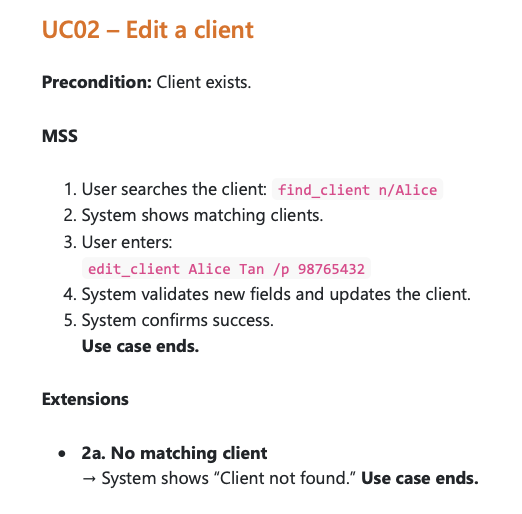 UC02 – Edit a client
Precondition: Client exists.
MSS
1. User searches the client: find_client n/Alice
2. System shows matching clients.
3. User enters:
edit_client Alice Tan /p 98765432
4. System validates new fields and updates the client.
5. System confirms success.
Use case ends.
Extensions
• 2a. No matching client
→ System shows “Client not found.” Use case ends.